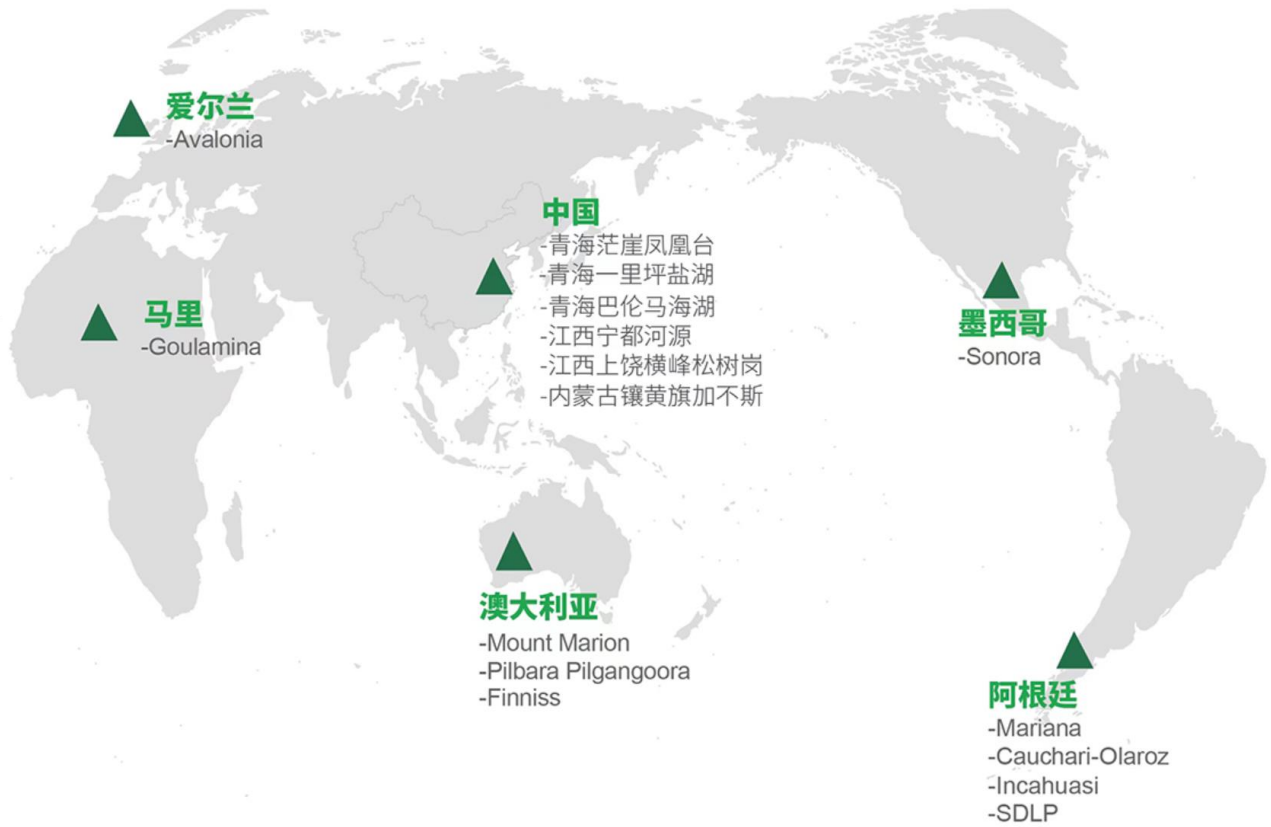 爱尔兰
-Avalonia
中国
-青海茫崖凤凰台
-青海一里坪盐湖
-青海巴伦马海湖
-江西宁都河源
-江西上饶横峰松树岗
-内蒙古镶黄旗加不斯
马里
-Goulamina
墨西哥
-Sonora
澳大利亚
-Mount Marion
-Pilbara Pilgangoora
-Finniss
阿根廷
-Mariana
-Cauchari-Olaroz
-Incahuasi
-SDLP